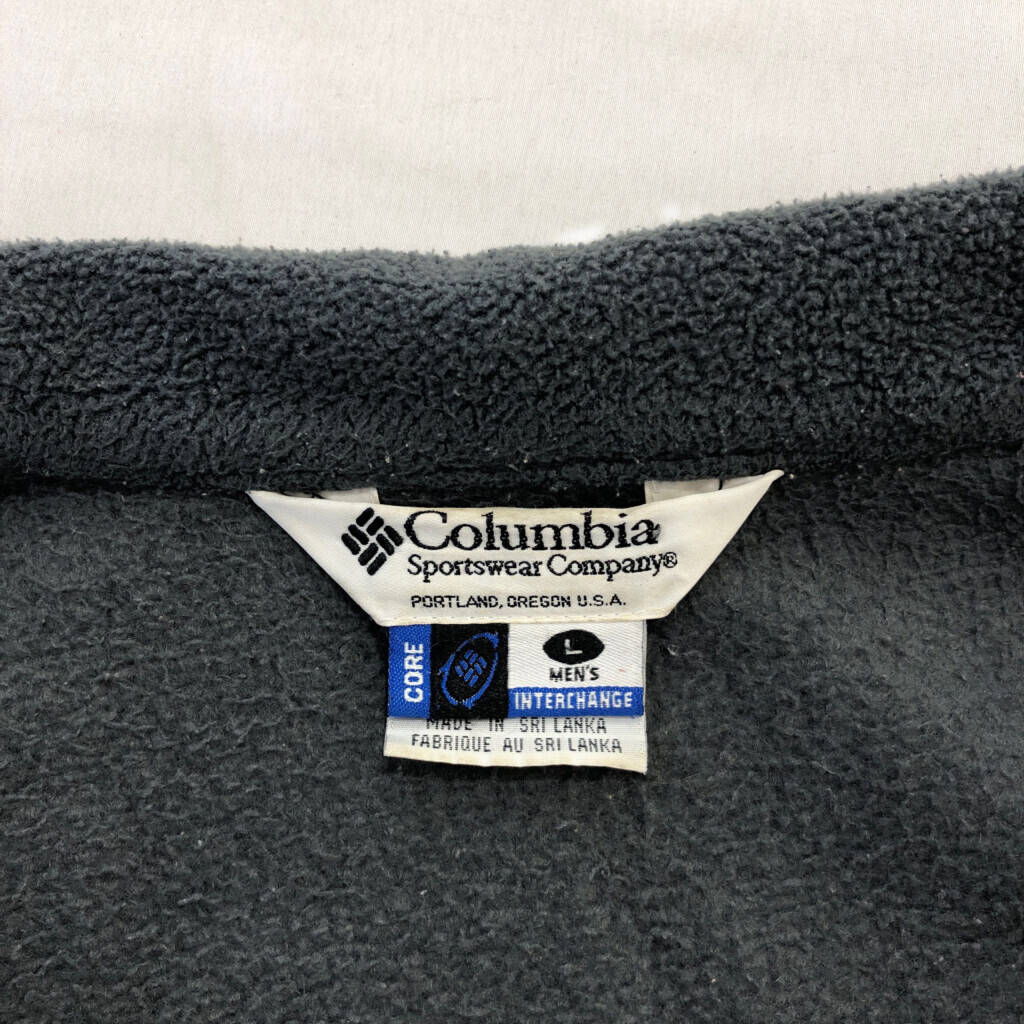 Columbia
Sportswear Company®
PORTLAND, OREGON U.S.A.
CORE
L
MEN'S
INTERCHANGE
MADE IN SRI LANKA
FABRIQUE AU SRI LANKA